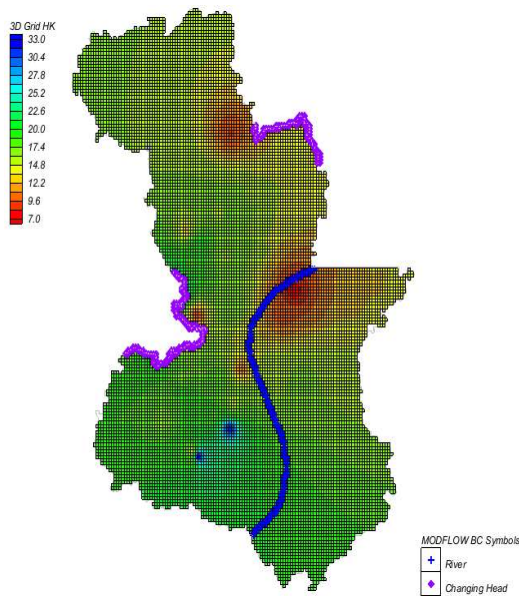 3D Grid HK
33.0
30.4
27.8
25.2
22.6
20.0
17.4
14.8
12.2
9.6
7.0
MODFLOW BC Symbols
River
Changing Head